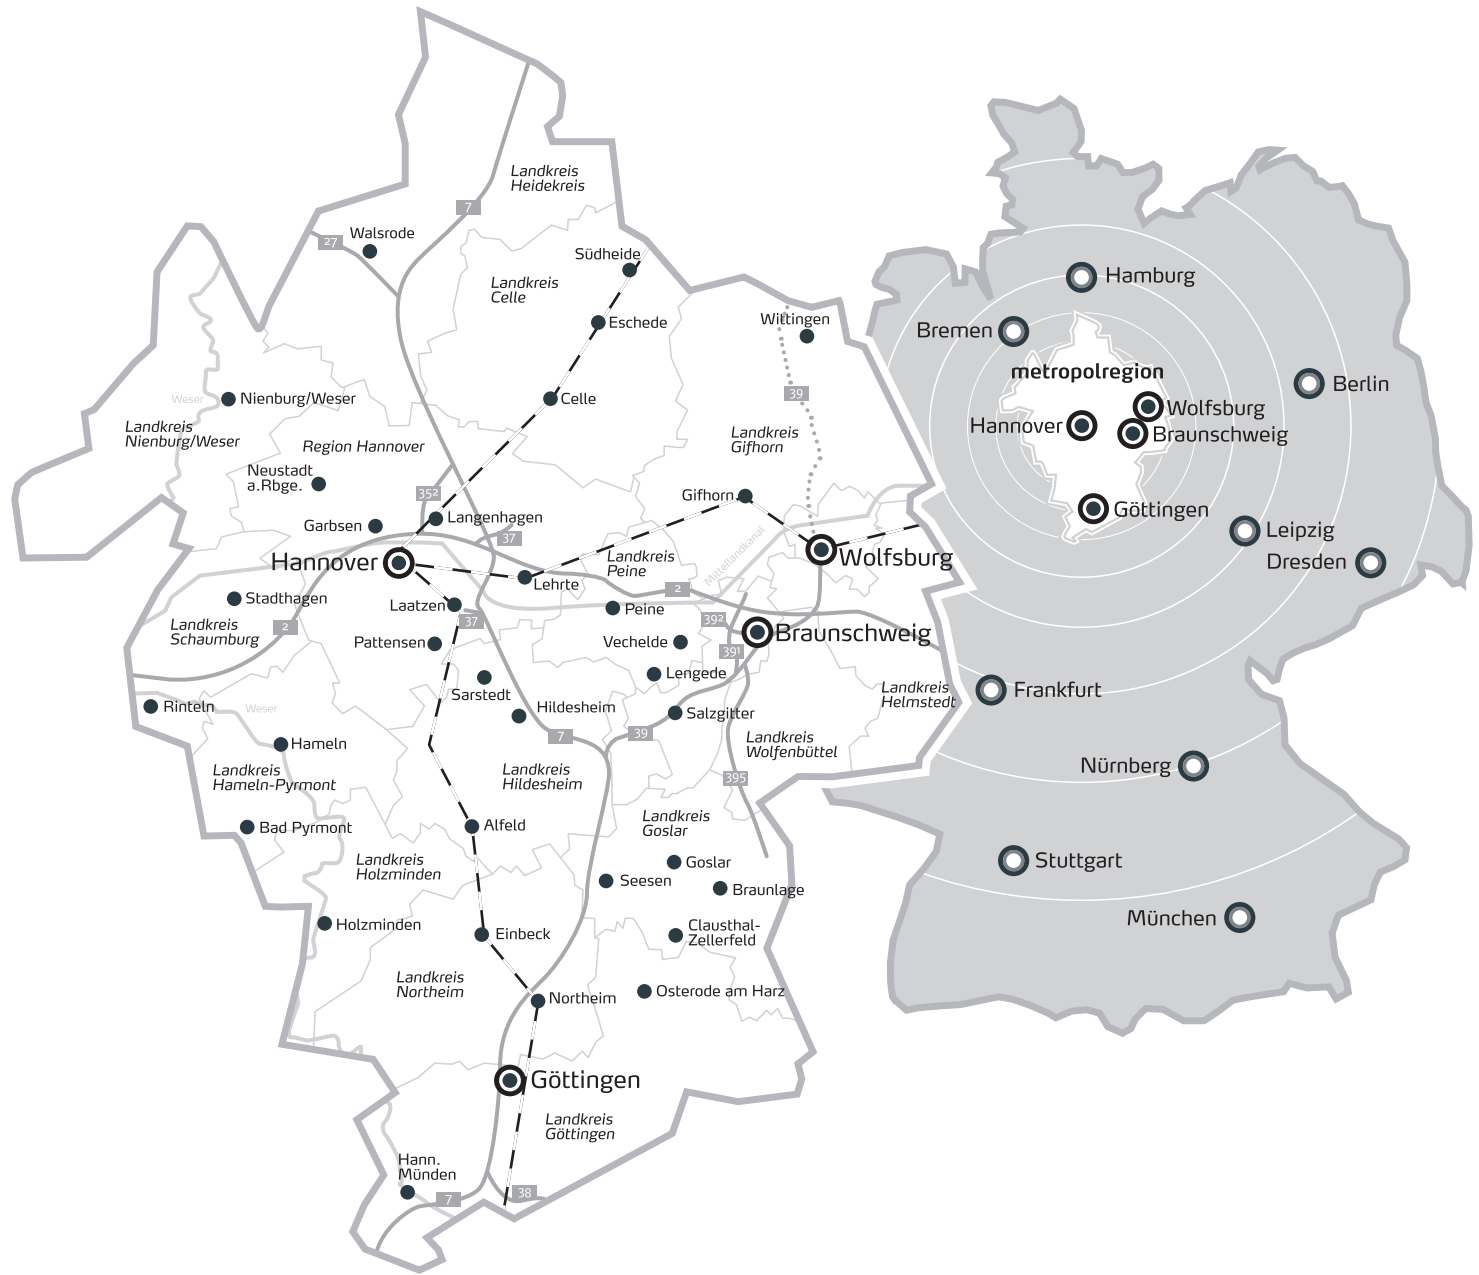 Landkreis
Heidekreis
7
27
Walsrode
Südheide
Landkreis
Celle
Eschede
Wittingen
39
Weser
Nienburg/Weser
Celle
Landkreis
Nienburg/Weser
Region Hannover
Landkreis
Gifhorn
Neustadt
a.Rbge.
352
Gifhorn
Garbsen
Langenhagen
37
Mittellandkanal
Hannover
Landkreis
Peine
Wolfsburg
Lehrte
2
Stadthagen
Laatzen
37
Peine
392
Landkreis
Schaumburg
2
Pattensen
Vechelde
Braunschweig
391
Lengede
Sarstedt
Landkreis
Helmstedt
Rinteln
Weser
Hildesheim
Salzgitter
7
39
Hameln
Landkreis
Wolfenbüttel
Landkreis
Hameln-Pyrmont
Landkreis
Hildesheim
395
Bad Pyrmont
Alfeld
Landkreis
Goslar
Landkreis
Holzminden
Goslar
Seesen
Braunlage
Holzminden
Einbeck
Clausthal-
Zellerfeld
Landkreis
Northeim
Northeim
Osterode am Harz
Göttingen
Landkreis
Göttingen
Hann.
Münden
7
38
Hamburg
Bremen
metropolregion
Berlin
Wolfsburg
Hannover
Braunschweig
Göttingen
Leipzig
Dresden
Frankfurt
Nürnberg
Stuttgart
München